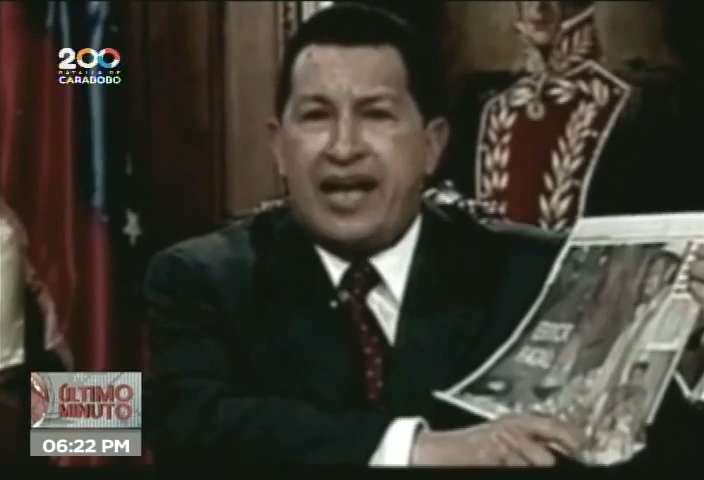 200
BATALLA DE
CARABOBO
ÚLTIMO
MINUTO
06:22 PM